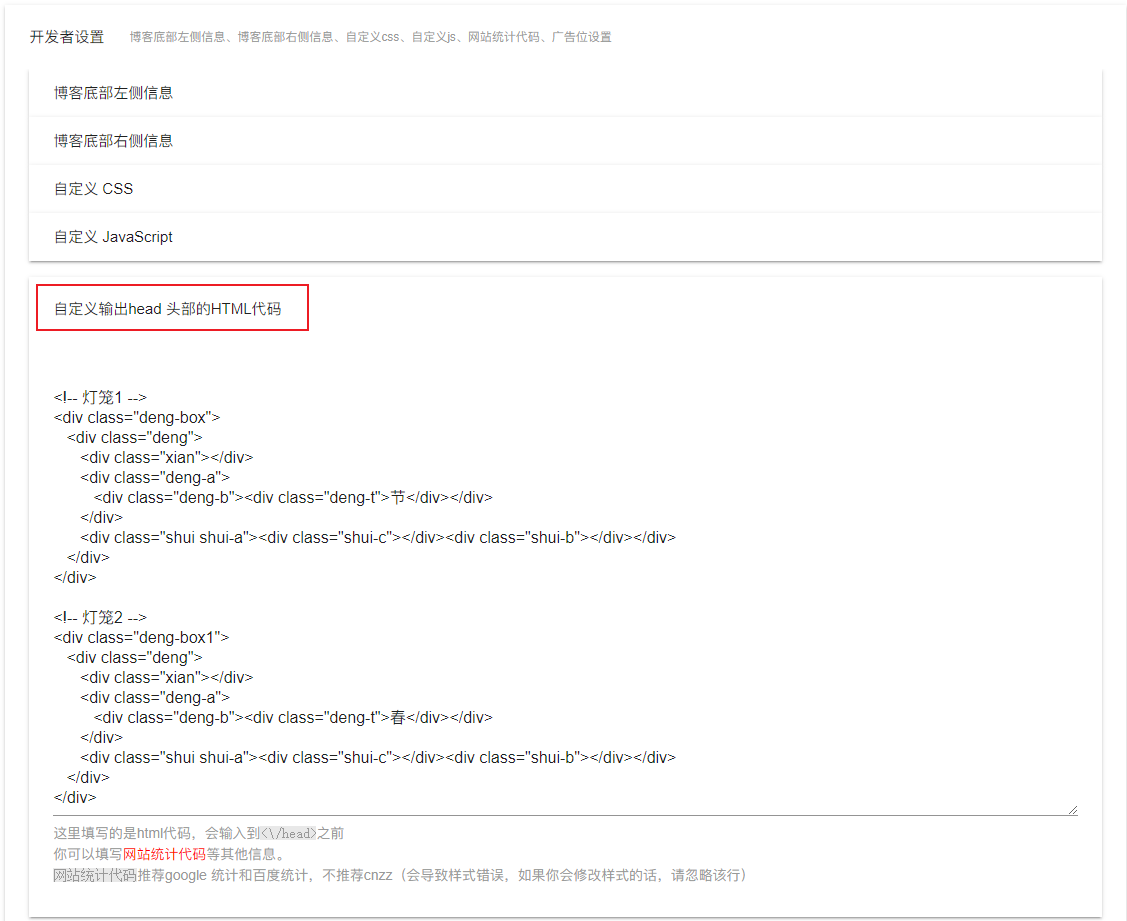 开发者设置 博客底部左侧信息、博客底部右侧信息、自定义css、自定义js、网站统计代码、广告位设置
博客底部左侧信息
博客底部右侧信息
自定义 CSS
自定义 JavaScript
自定义输出head 头部的HTML代码
<!-- 灯笼1 -->
<div class="deng-box">
<div class="deng">
<div class="xian"></div>
<div class="deng-a">
<div class="deng-b"><div class="deng-t">节</div></div>
</div>
<div class="shui shui-a"><div class="shui-c"></div><div class="shui-b"></div></div>
</div>
</div>
<!-- 灯笼2 -->
<div class="deng-box1">
<div class="deng">
<div class="xian"></div>
<div class="deng-a">
<div class="deng-b"><div class="deng-t">春</div></div>
</div>
<div class="shui shui-a"><div class="shui-c"></div><div class="shui-b"></div></div>
</div>
</div>
这里填写的是html代码，会输入到<\/head>之前
你可以填写网站统计代码等其他信息。
网站统计代码推荐google 统计和百度统计，不推荐cnzz（会导致样式错误，如果你会修改样式的话，请忽略该行）